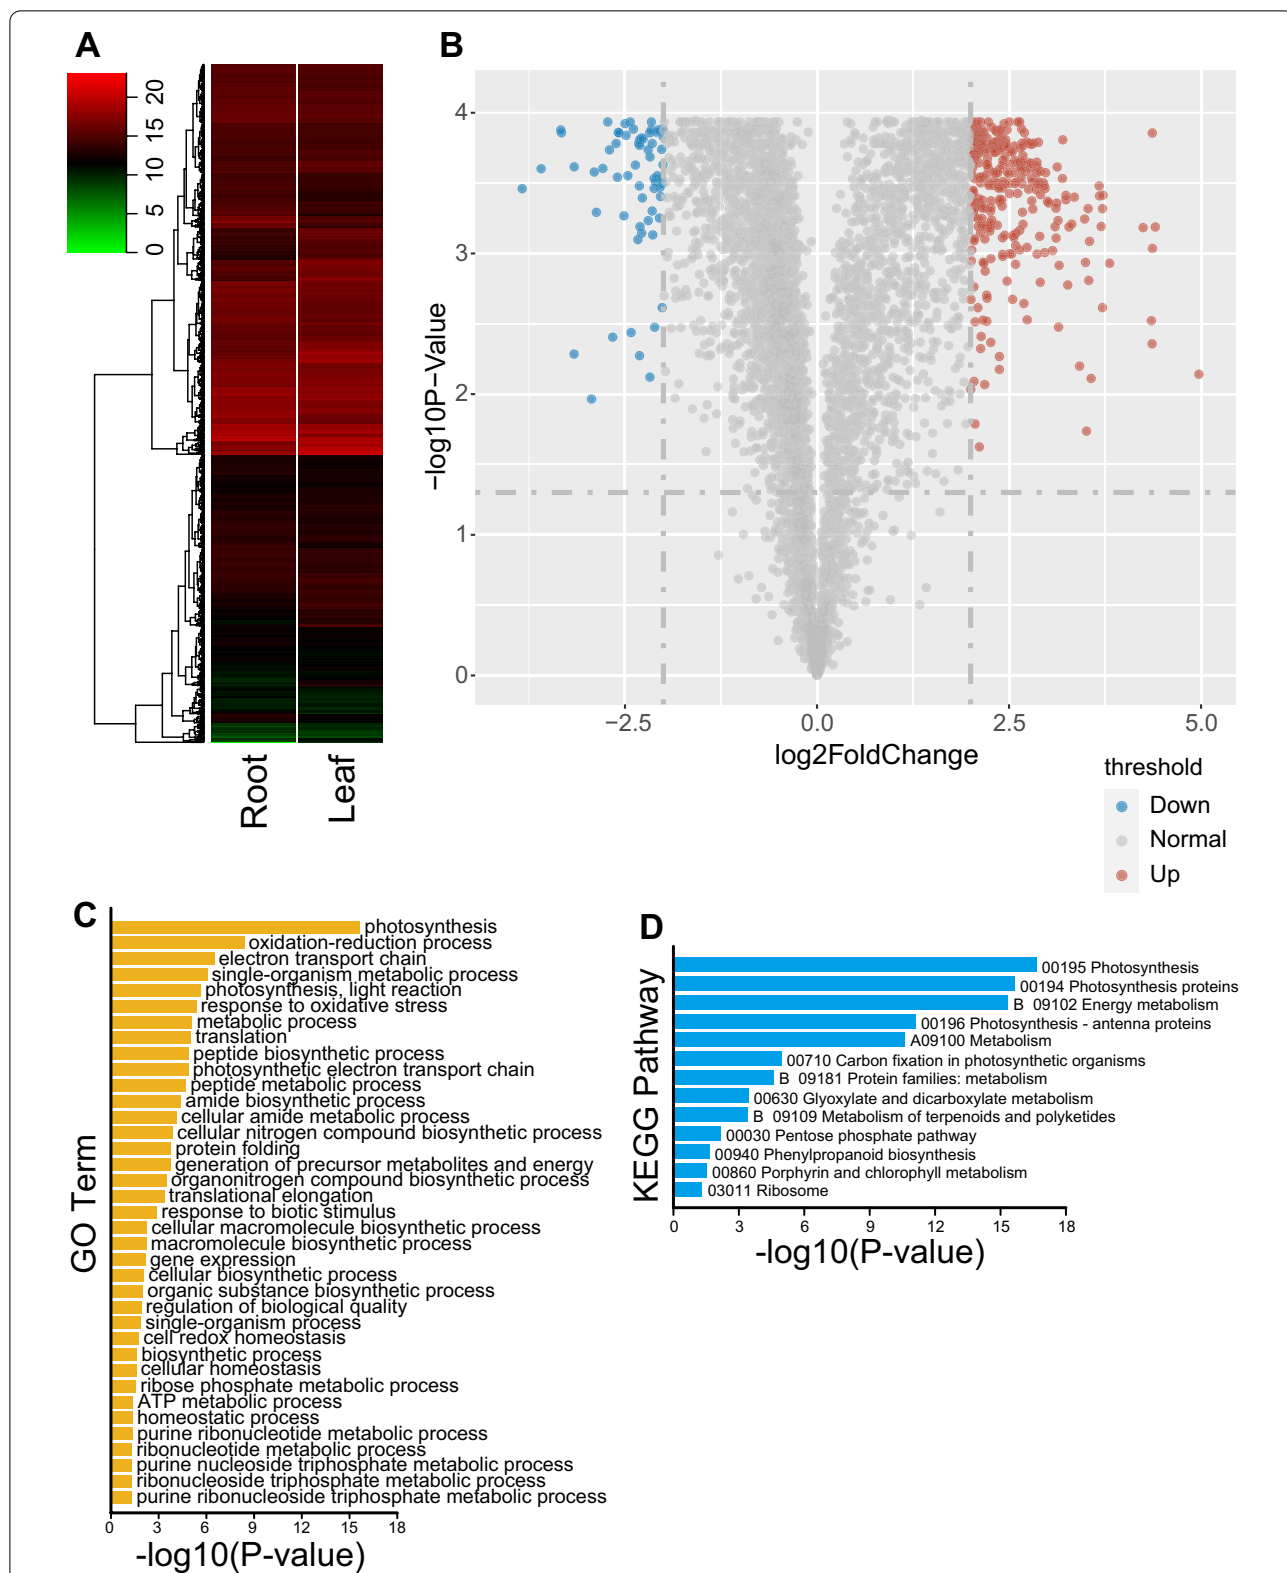 A
20
15
10
5
0
Root
Leaf
B
4
3
2
1
0
−log10P−Value
−2.5
0.0
2.5
5.0
log2FoldChange
threshold
Down
Normal
Up
C
GO Term
photosynthesis
oxidation-reduction process
electron transport chain
single-organism metabolic process
photosynthesis, light reaction
response to oxidative stress
metabolic process
translation
peptide biosynthetic process
photosynthetic electron transport chain
peptide metabolic process
amide biosynthetic process
cellular amide metabolic process
cellular nitrogen compound biosynthetic process
protein folding
generation of precursor metabolites and energy
organonitrogen compound biosynthetic process
translational elongation
response to biotic stimulus
cellular macromolecule biosynthetic process
macromolecule biosynthetic process
gene expression
cellular biosynthetic process
organic substance biosynthetic process
regulation of biological quality
single-organism process
cell redox homeostasis
biosynthetic process
cellular homeostasis
ribose phosphate metabolic process
ATP metabolic process
homeostatic process
purine ribonucleotide metabolic process
ribonucleotide metabolic process
purine nucleoside triphosphate metabolic process
ribonucleoside triphosphate metabolic process
purine ribonucleoside triphosphate metabolic process
0 3 6 9 12 15 18
-log10(P-value)
D
KEGG Pathway
00195 Photosynthesis
00194 Photosynthesis proteins
B 09102 Energy metabolism
00196 Photosynthesis - antenna proteins
A09100 Metabolism
00710 Carbon fixation in photosynthetic organisms
B 09181 Protein families: metabolism
00630 Glyoxylate and dicarboxylate metabolism
B 09109 Metabolism of terpenoids and polyketides
00030 Pentose phosphate pathway
00940 Phenylpropanoid biosynthesis
00860 Porphyrin and chlorophyll metabolism
03011 Ribosome
0 3 6 9 12 15 18
-log10(P-value)